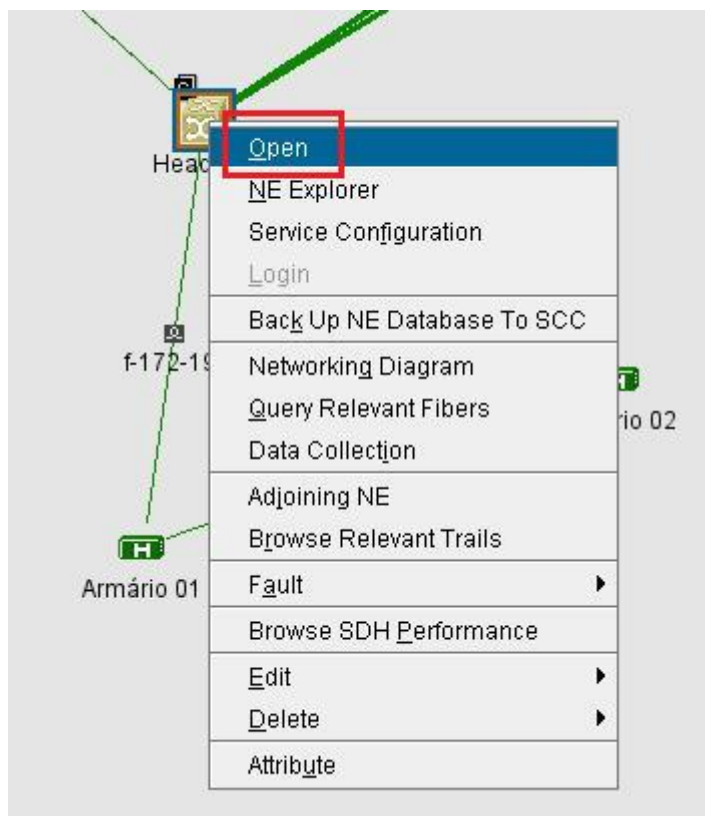 Open
Head
NE Explorer
Service Configuration
Login
Back Up NE Database To SCC
f-172-19
Networking Diagram
Query Relevant Fibers
rio 02
Data Collection
Adjoining NE
Browse Relevant Trails
H
Armário 01
Fault
Browse SDH Performance
Edit
Delete
Attribute